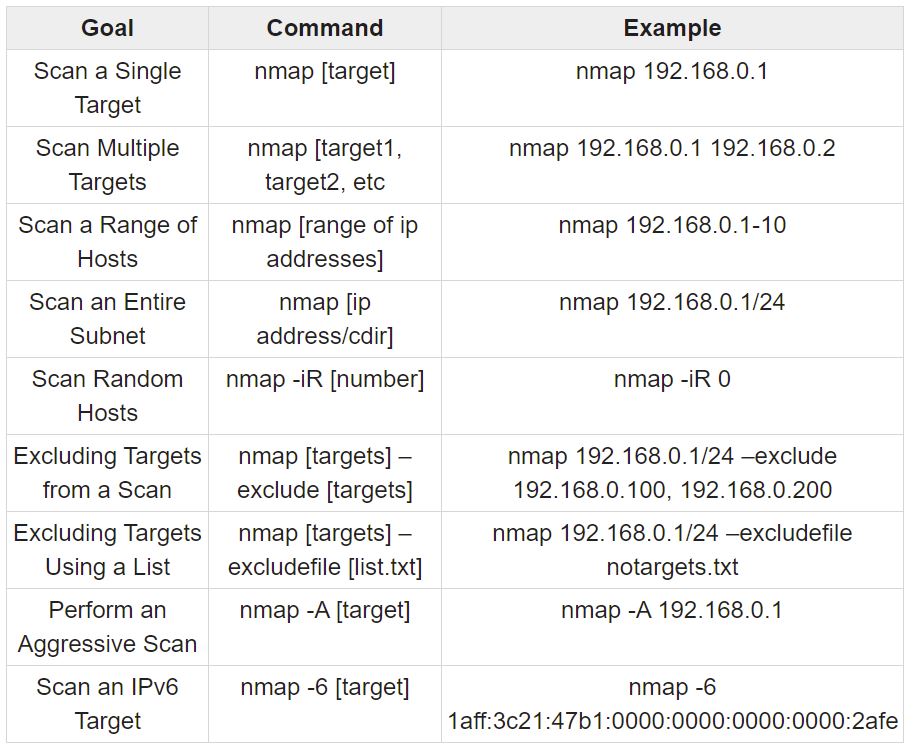 Goal Command Example
Scan a Single
Target
nmap [target]
nmap 192.168.0.1
Scan Multiple
Targets
nmap [target1,
target2, etc
nmap 192.168.0.1 192.168.0.2
Scan a Range of
Hosts
nmap [range of ip
addresses]
nmap 192.168.0.1-10
Scan an Entire
Subnet
nmap [ip
address/cdir]
nmap 192.168.0.1/24
Scan Random
Hosts
nmap -iR [number]
nmap -iR 0
Excluding Targets
from a Scan
nmap [targets] –
exclude [targets]
nmap 192.168.0.1/24 –exclude
192.168.0.100, 192.168.0.200
Excluding Targets
Using a List
nmap [targets] –
excludefile [list.txt]
nmap 192.168.0.1/24 –excludefile
notargets.txt
Perform an
Aggressive Scan
nmap -A [target]
nmap -A 192.168.0.1
Scan an IPv6
Target
nmap -6 [target]
nmap -6
1aff:3c21:47b1:0000:0000:0000:0000:2afe